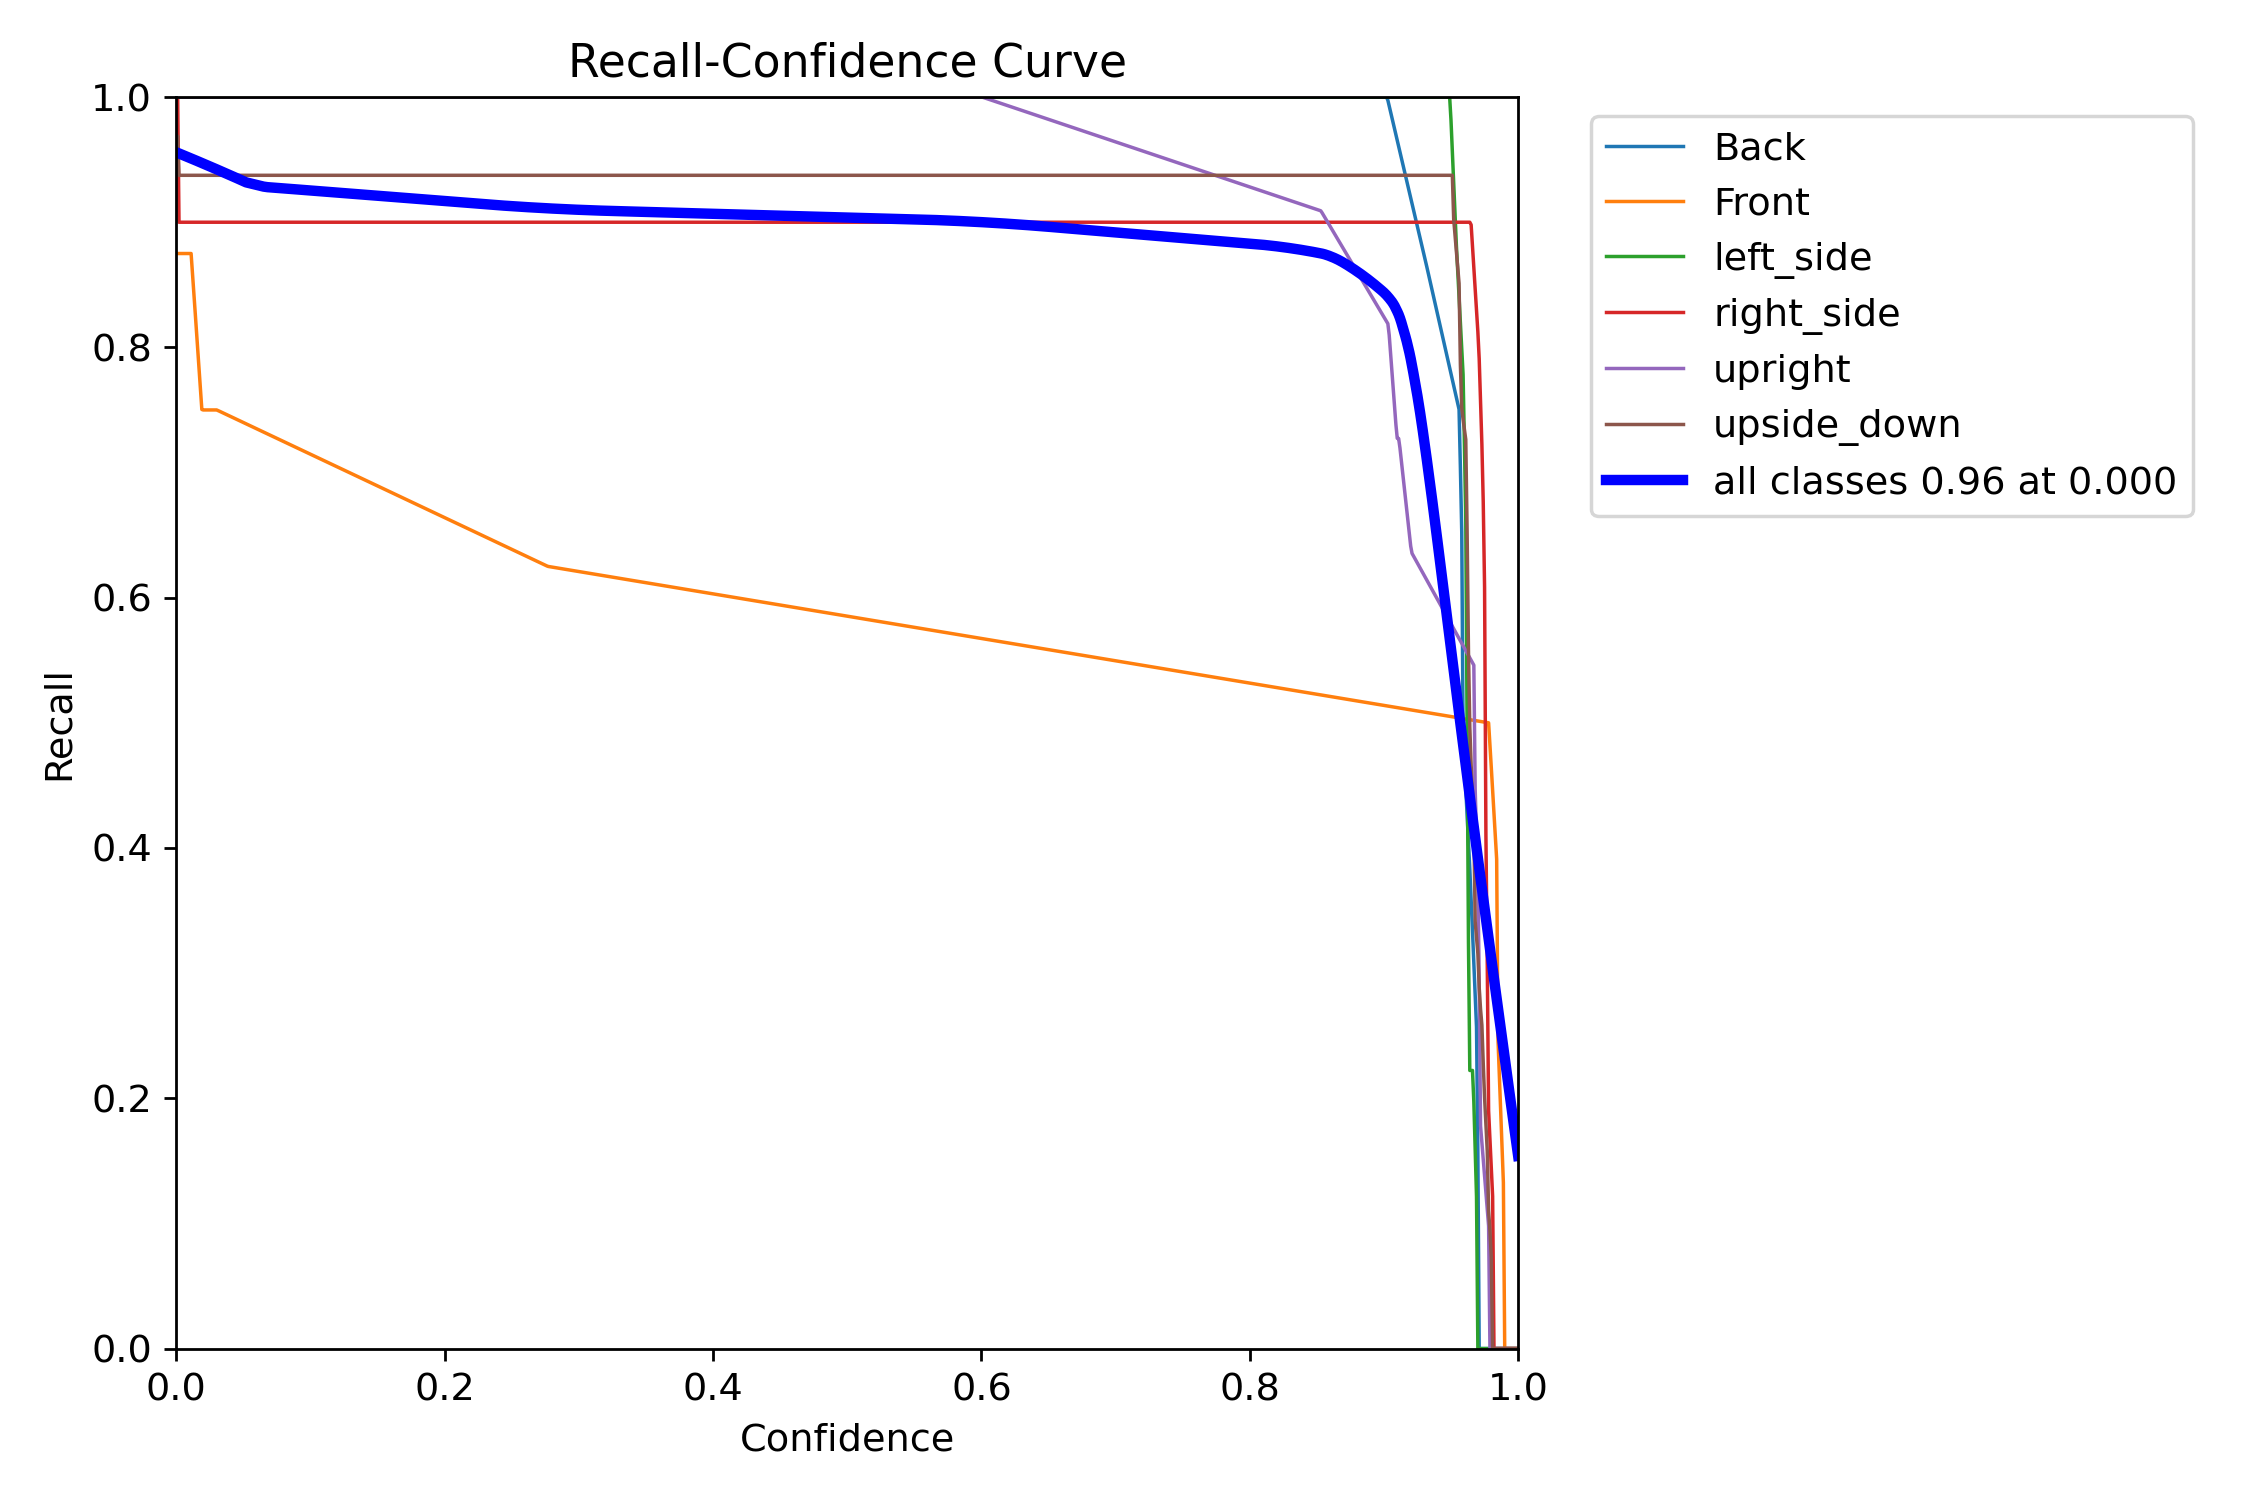 Recall-Confidence Curve
1.0
0.8
0.6
0.4
0.2
0.0
Recall
0.0 0.2 0.4 0.6 0.8 1.0
Confidence
Back
Front
left_side
right_side
upright
upside_down
all classes 0.96 at 0.000